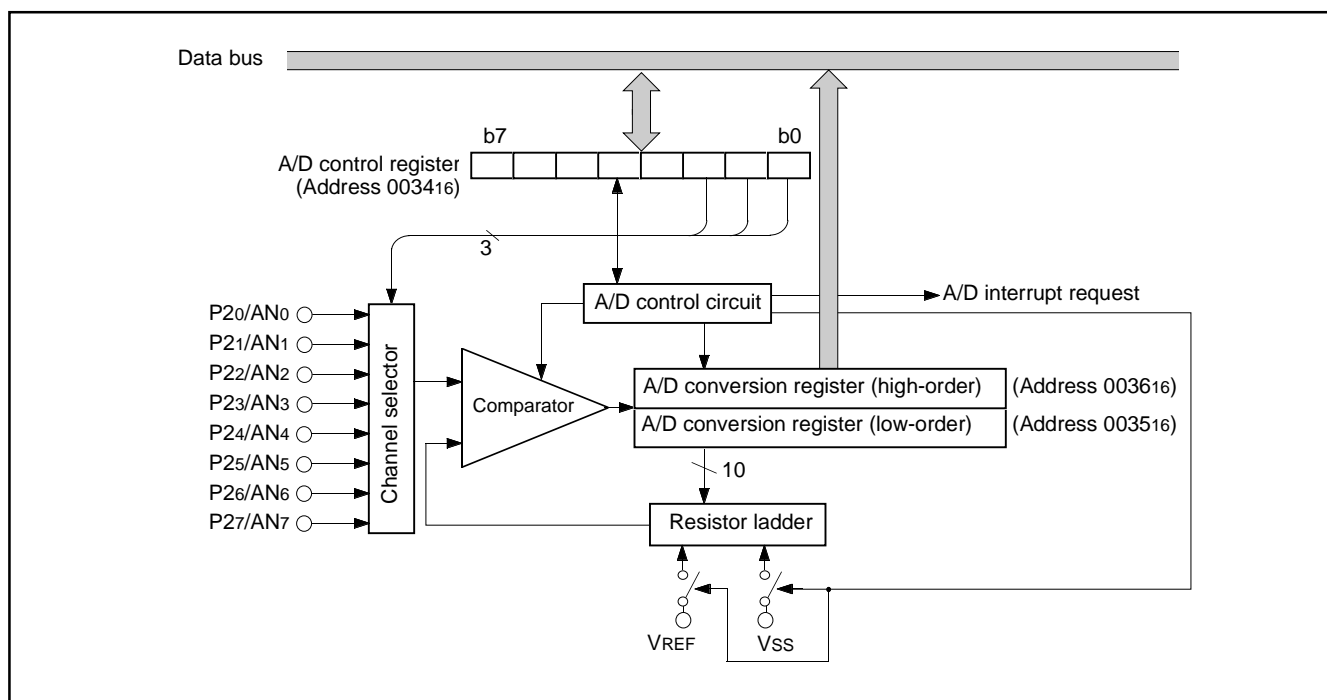 Data bus
b7
b0
A/D control register
(Address 003416)
3
A/D control circuit
A/D interrupt request
P20/AN0
P21/AN1
P22/AN2
P23/AN3
P24/AN4
P25/AN5
P26/AN6
P27/AN7
Channel selector
Comparator
A/D conversion register (high-order)
(Address 003616)
A/D conversion register (low-order)
(Address 003516)
10
Resistor ladder
VREF
VSS